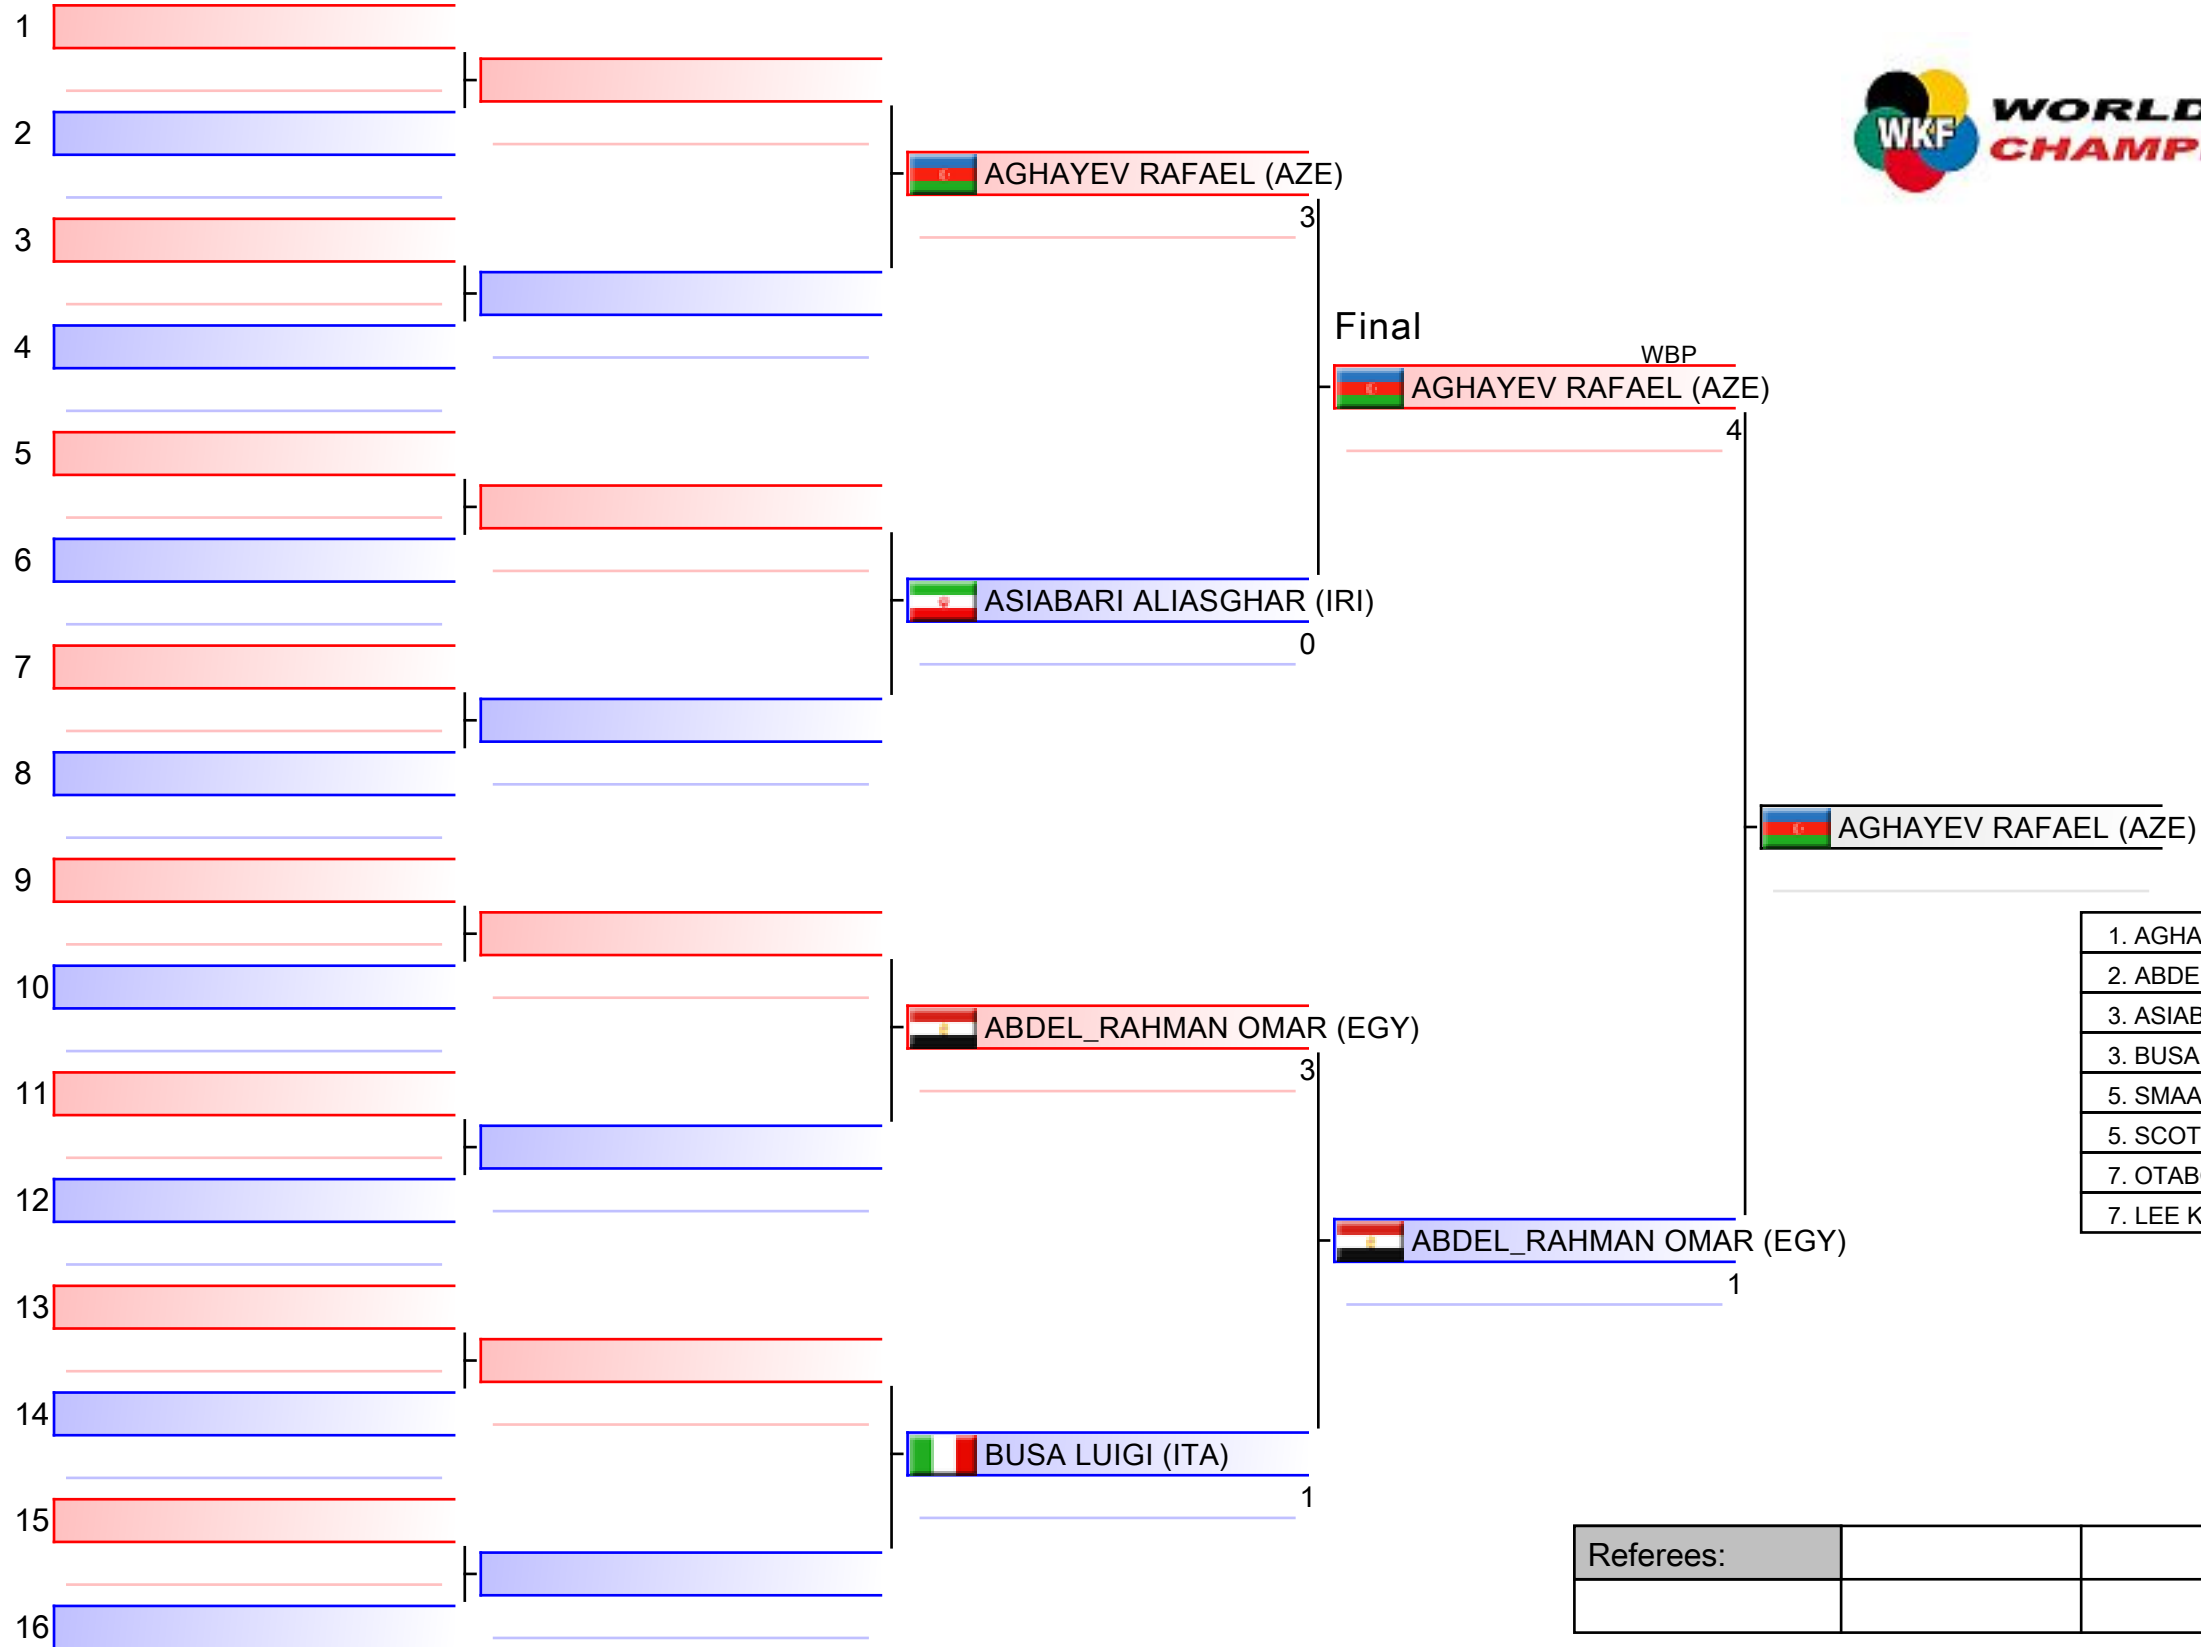 1
2
3
4
5
6
7
8
9
10
11
12
13
14
15
16
AGHAYEV RAFAEL (AZE)
3
ASIABARI ALIASGHAR (IRI)
0
ABDEL_RAHMAN OMAR (EGY)
3
BUSA LUIGI (ITA)
1
Final
WBP
AGHAYEV RAFAEL (AZE)
4
ABDEL_RAHMAN OMAR (EGY)
1
WKF
WORLD
CHAMP
AGHAYEV RAFAEL (AZE)
1. AGHA
2. ABDE
3. ASIAB
3. BUSA
5. SMAA
5. SCOT
7. OTAB
7. LEE K
Referees: